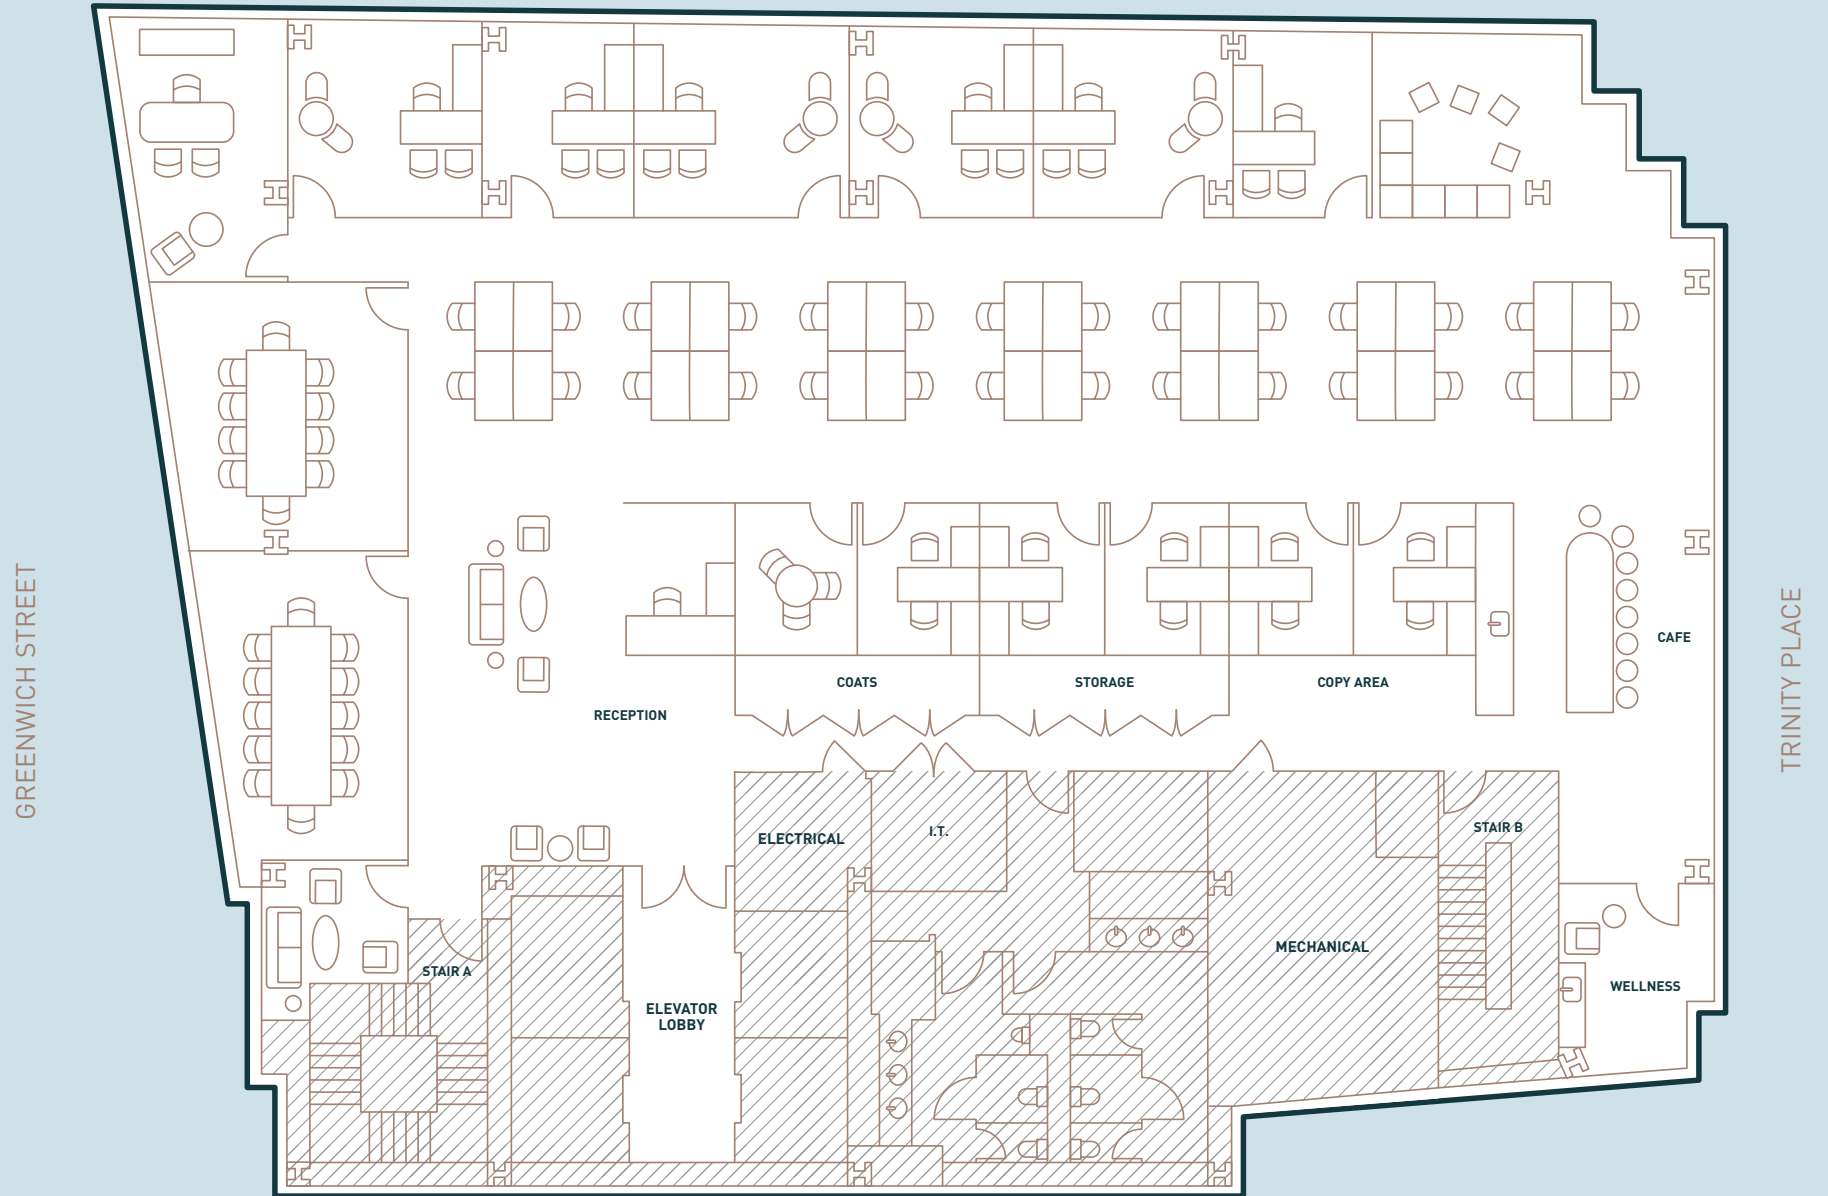 GREENWICH STREET
TRINITY PLACE
CAFE
COATS
STORAGE
COPY AREA
RECEPTION
ELECTRICAL
I.T.
STAIR B
STAIR A
MECHANICAL
WELLNESS
ELEVATOR
LOBBY